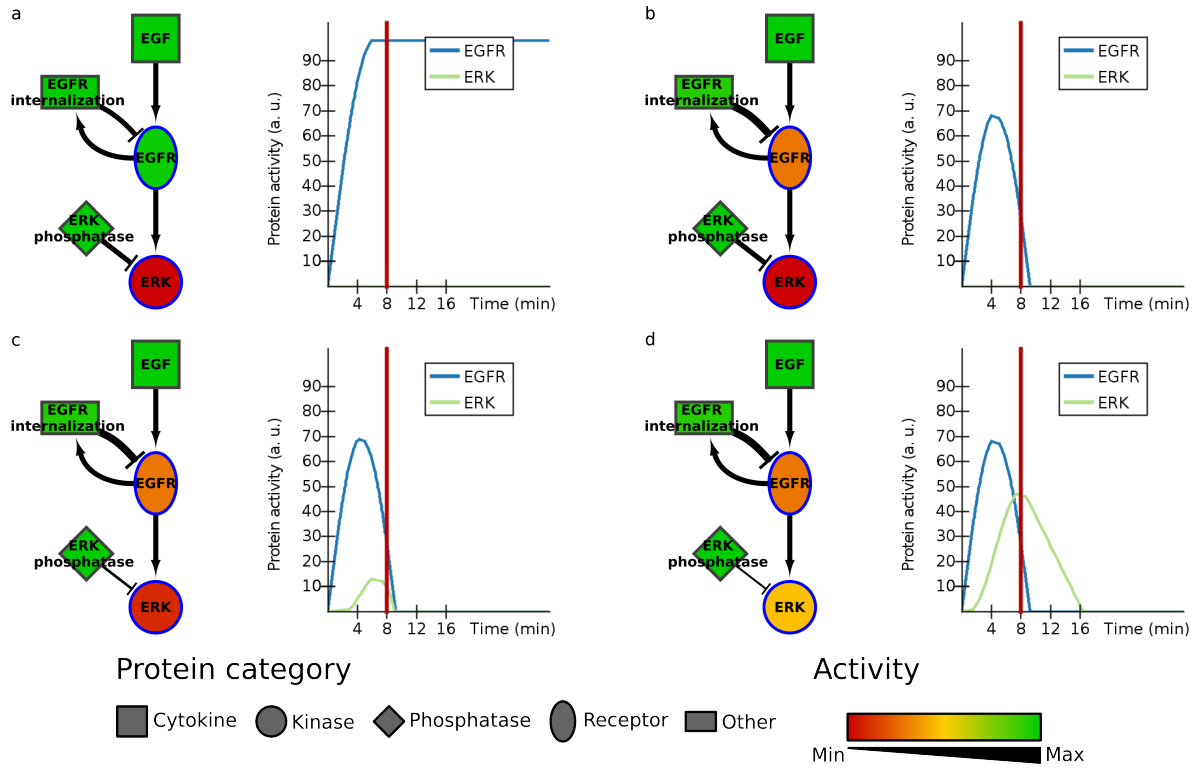 a
EGF
EGFR
internalization
EGFR
ERK
phosphatase
ERK
Protein activity (a. u.)
90
80
70
60
50
40
30
20
10
4 8 12 16 Time (min)
EGFR
ERK
b
EGF
EGFR
internalization
EGFR
ERK
phosphatase
ERK
Protein activity (a. u.)
90
80
70
60
50
40
30
20
10
4 8 12 16 Time (min)
EGFR
ERK
c
EGF
EGFR
internalization
EGFR
ERK
phosphatase
ERK
Protein activity (a. u.)
90
80
70
60
50
40
30
20
10
4 8 12 16 Time (min)
EGFR
ERK
d
EGF
EGFR
internalization
EGFR
ERK
phosphatase
ERK
Protein activity (a. u.)
90
80
70
60
50
40
30
20
10
4 8 12 16 Time (min)
EGFR
ERK
Protein category
Cytokine Kinase Phosphatase Receptor Other
Activity
Min Max